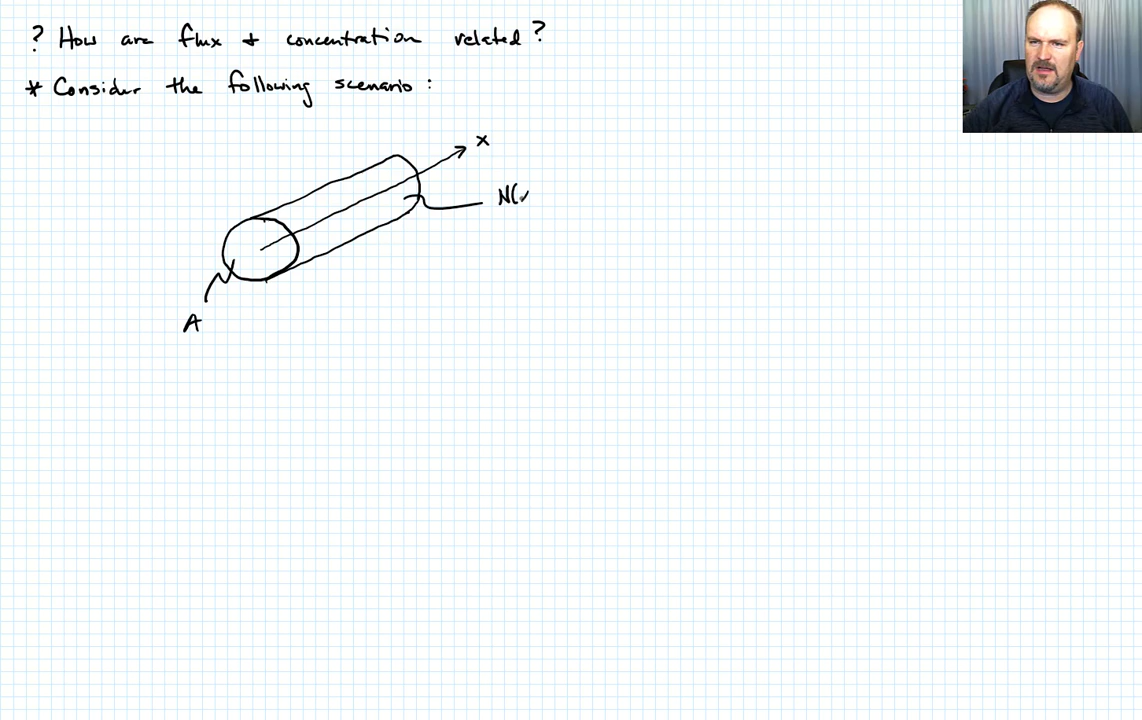 ? How are flux + concentration related?
* Consider the following scenario:
x
N(
A